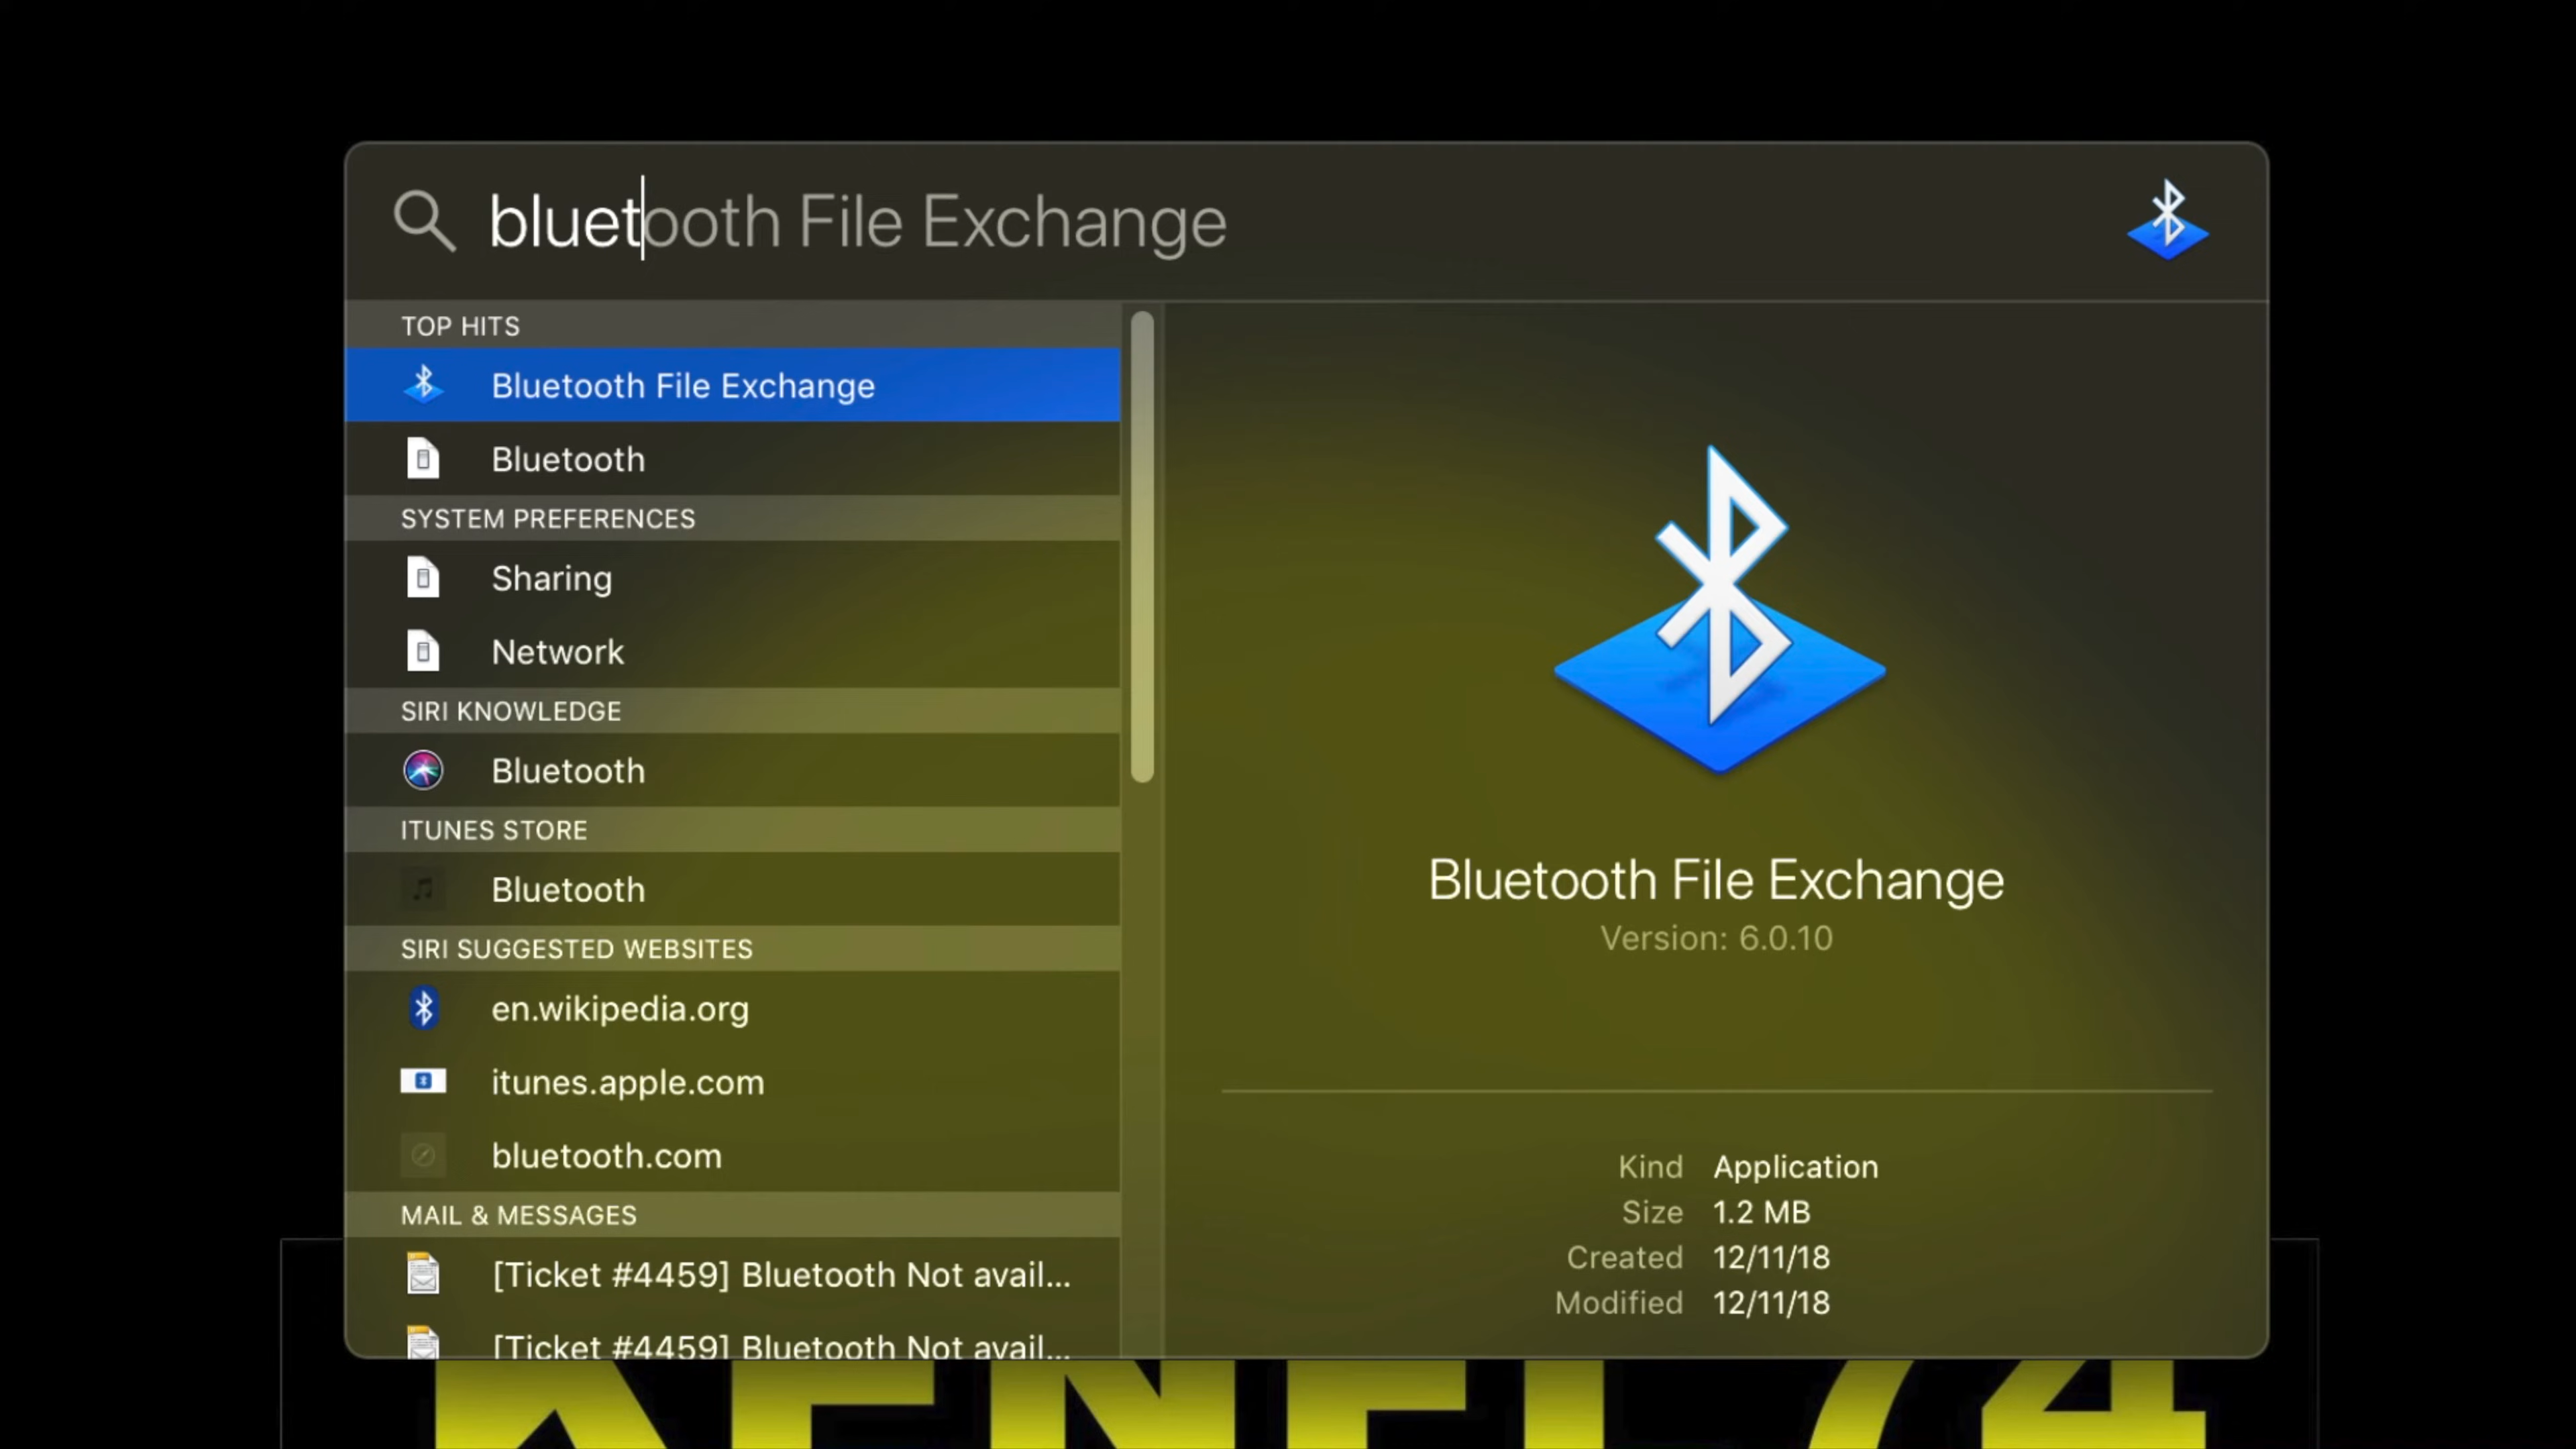 bluetooth File Exchange
TOP HITS
Bluetooth File Exchange
Bluetooth
SYSTEM PREFERENCES
Sharing
Network
SIRI KNOWLEDGE
Bluetooth
ITUNES STORE
Bluetooth
SIRI SUGGESTED WEBSITES
en.wikipedia.org
itunes.apple.com
bluetooth.com
MAIL & MESSAGES
[Ticket #4459] Bluetooth Not avail...
[Ticket #4459] Bluetooth Not avail...
Bluetooth File Exchange
Version: 6.0.10
Kind Application
Size 1.2 MB
Created 12/11/18
Modified 12/11/18